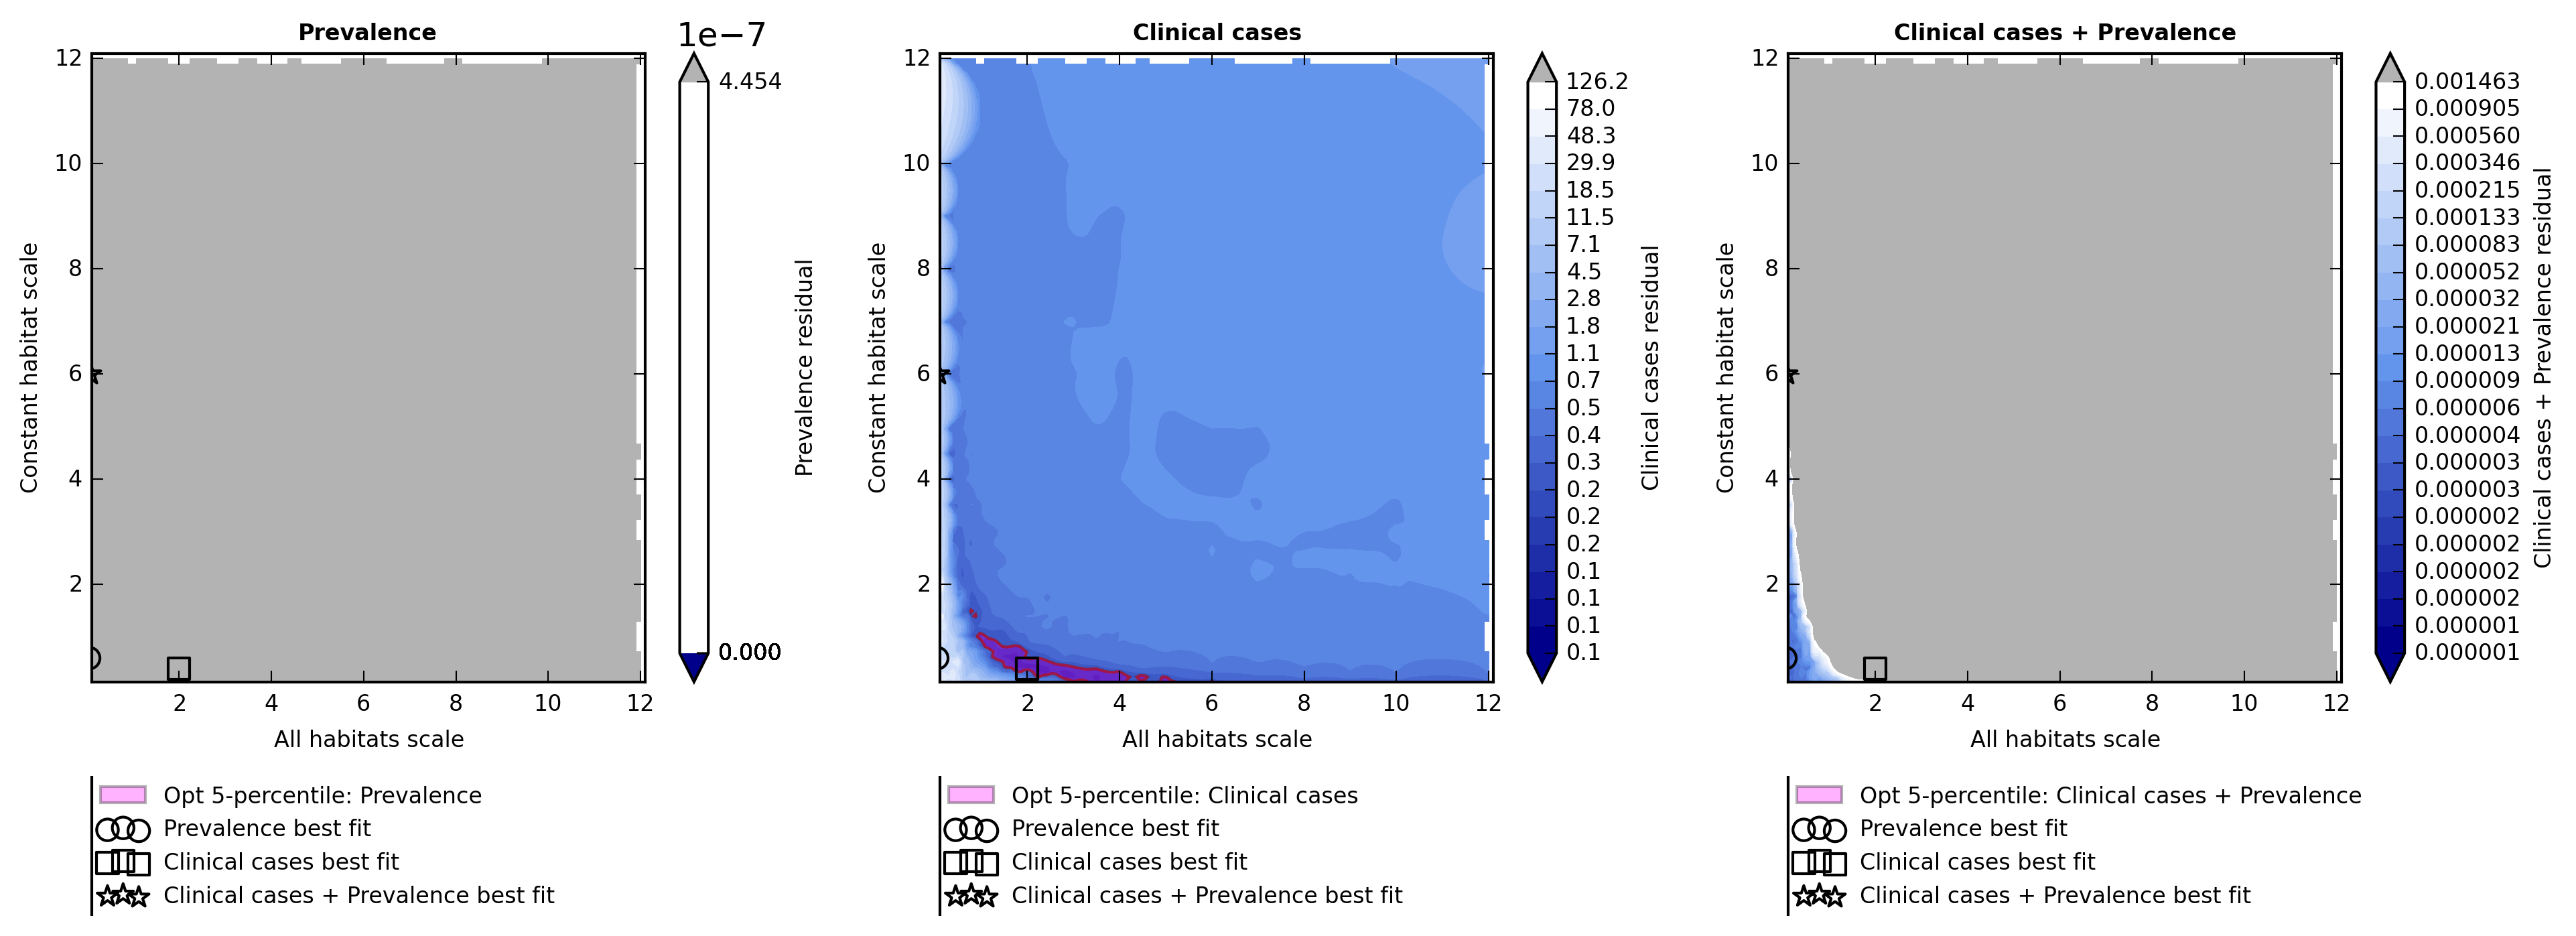 Prevalence
1e−7
Clinical cases
Clinical cases + Prevalence
12
10
8
6
4
2
2 4 6 8 10 12
Constant habitat scale
All habitats scale
4.454
0.000
Prevalence residual
12
10
8
6
4
2
2 4 6 8 10 12
Constant habitat scale
All habitats scale
126.2
78.0
48.3
29.9
18.5
11.5
7.1
4.5
2.8
1.8
1.1
0.7
0.5
0.4
0.3
0.2
0.2
0.2
0.1
0.1
0.1
0.1
Clinical cases residual
12
10
8
6
4
2
2 4 6 8 10 12
Constant habitat scale
All habitats scale
0.001463
0.000905
0.000560
0.000346
0.000215
0.000133
0.000083
0.000052
0.000032
0.000021
0.000013
0.000009
0.000006
0.000004
0.000003
0.000003
0.000002
0.000002
0.000002
0.000002
0.000001
0.000001
Clinical cases + Prevalence residual
Opt 5-percentile: Prevalence
Prevalence best fit
Clinical cases best fit
Clinical cases + Prevalence best fit
Opt 5-percentile: Clinical cases
Prevalence best fit
Clinical cases best fit
Clinical cases + Prevalence best fit
Opt 5-percentile: Clinical cases + Prevalence
Prevalence best fit
Clinical cases best fit
Clinical cases + Prevalence best fit